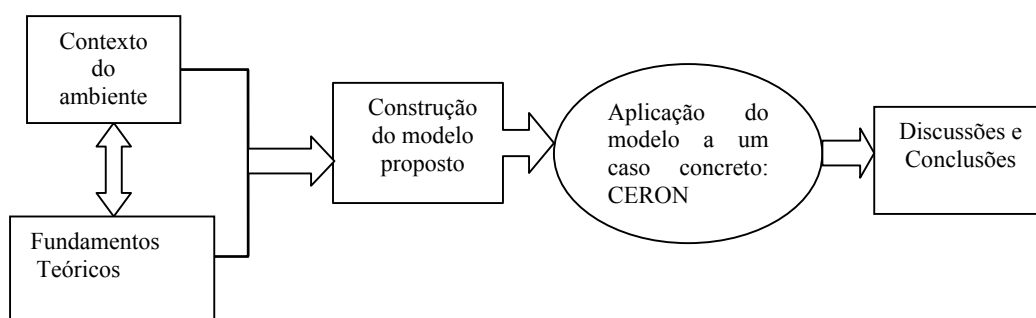 Contexto
do
ambiente
Fundamentos
Teóricos
Construção
do modelo
proposto
Aplicação do
modelo a um
caso concreto:
CERON
Discussões e
Conclusões